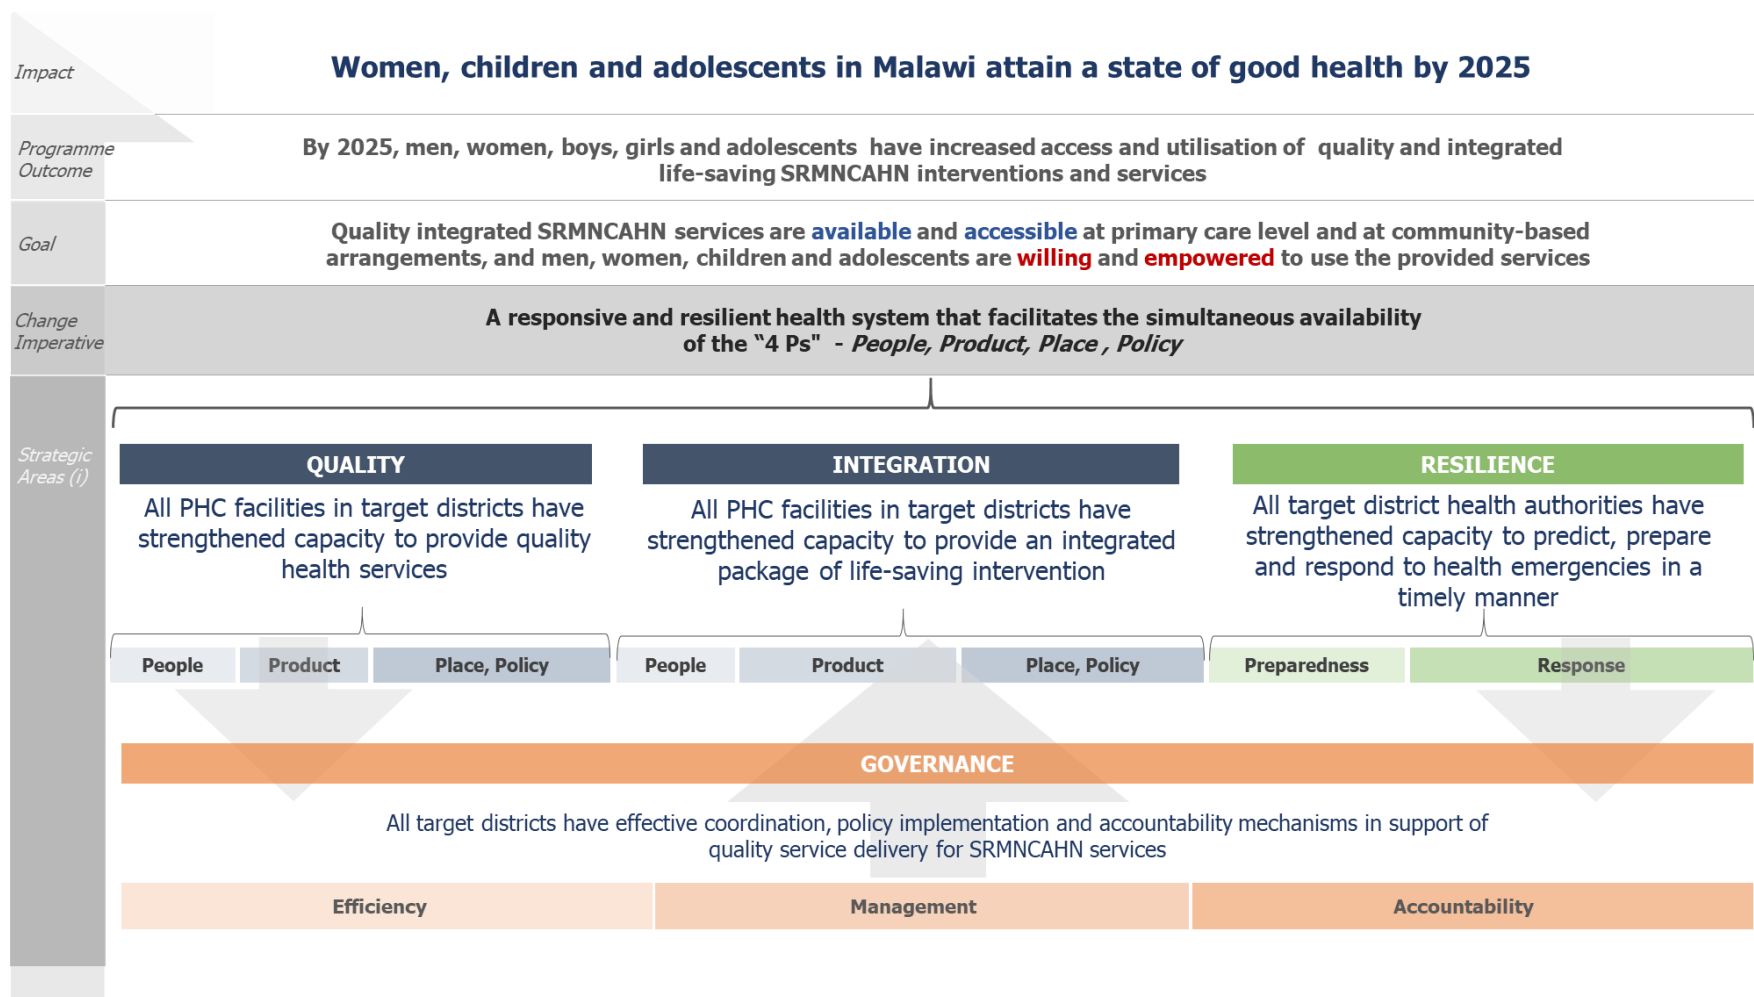 Impact
Women, children and adolescents in Malawi attain a state of good health by 2025
Programme
Outcome
By 2025, men, women, boys, girls and adolescents have increased access and utilisation of quality and integrated
life-saving SRMNCAHN interventions and services
Goal
Quality integrated SRMNCAHN services are available and accessible at primary care level and at community-based
arrangements, and men, women, children and adolescents are willing and empowered to use the provided services
Change
Imperative
A responsive and resilient health system that facilitates the simultaneous availability
of the “4 Ps" - People, Product, Place , Policy
Strategic
Areas (i)
QUALITY
All PHC facilities in target districts have
strengthened capacity to provide quality
health services
People
Product
Place, Policy
INTEGRATION
All PHC facilities in target districts have
strengthened capacity to provide an integrated
package of life-saving intervention
People
Product
Place, Policy
RESILIENCE
All target district health authorities have
strengthened capacity to predict, prepare
and respond to health emergencies in a
timely manner
Preparedness
Response
GOVERNANCE
All target districts have effective coordination, policy implementation and accountability mechanisms in support of
quality service delivery for SRMNCAHN services
Efficiency
Management
Accountability